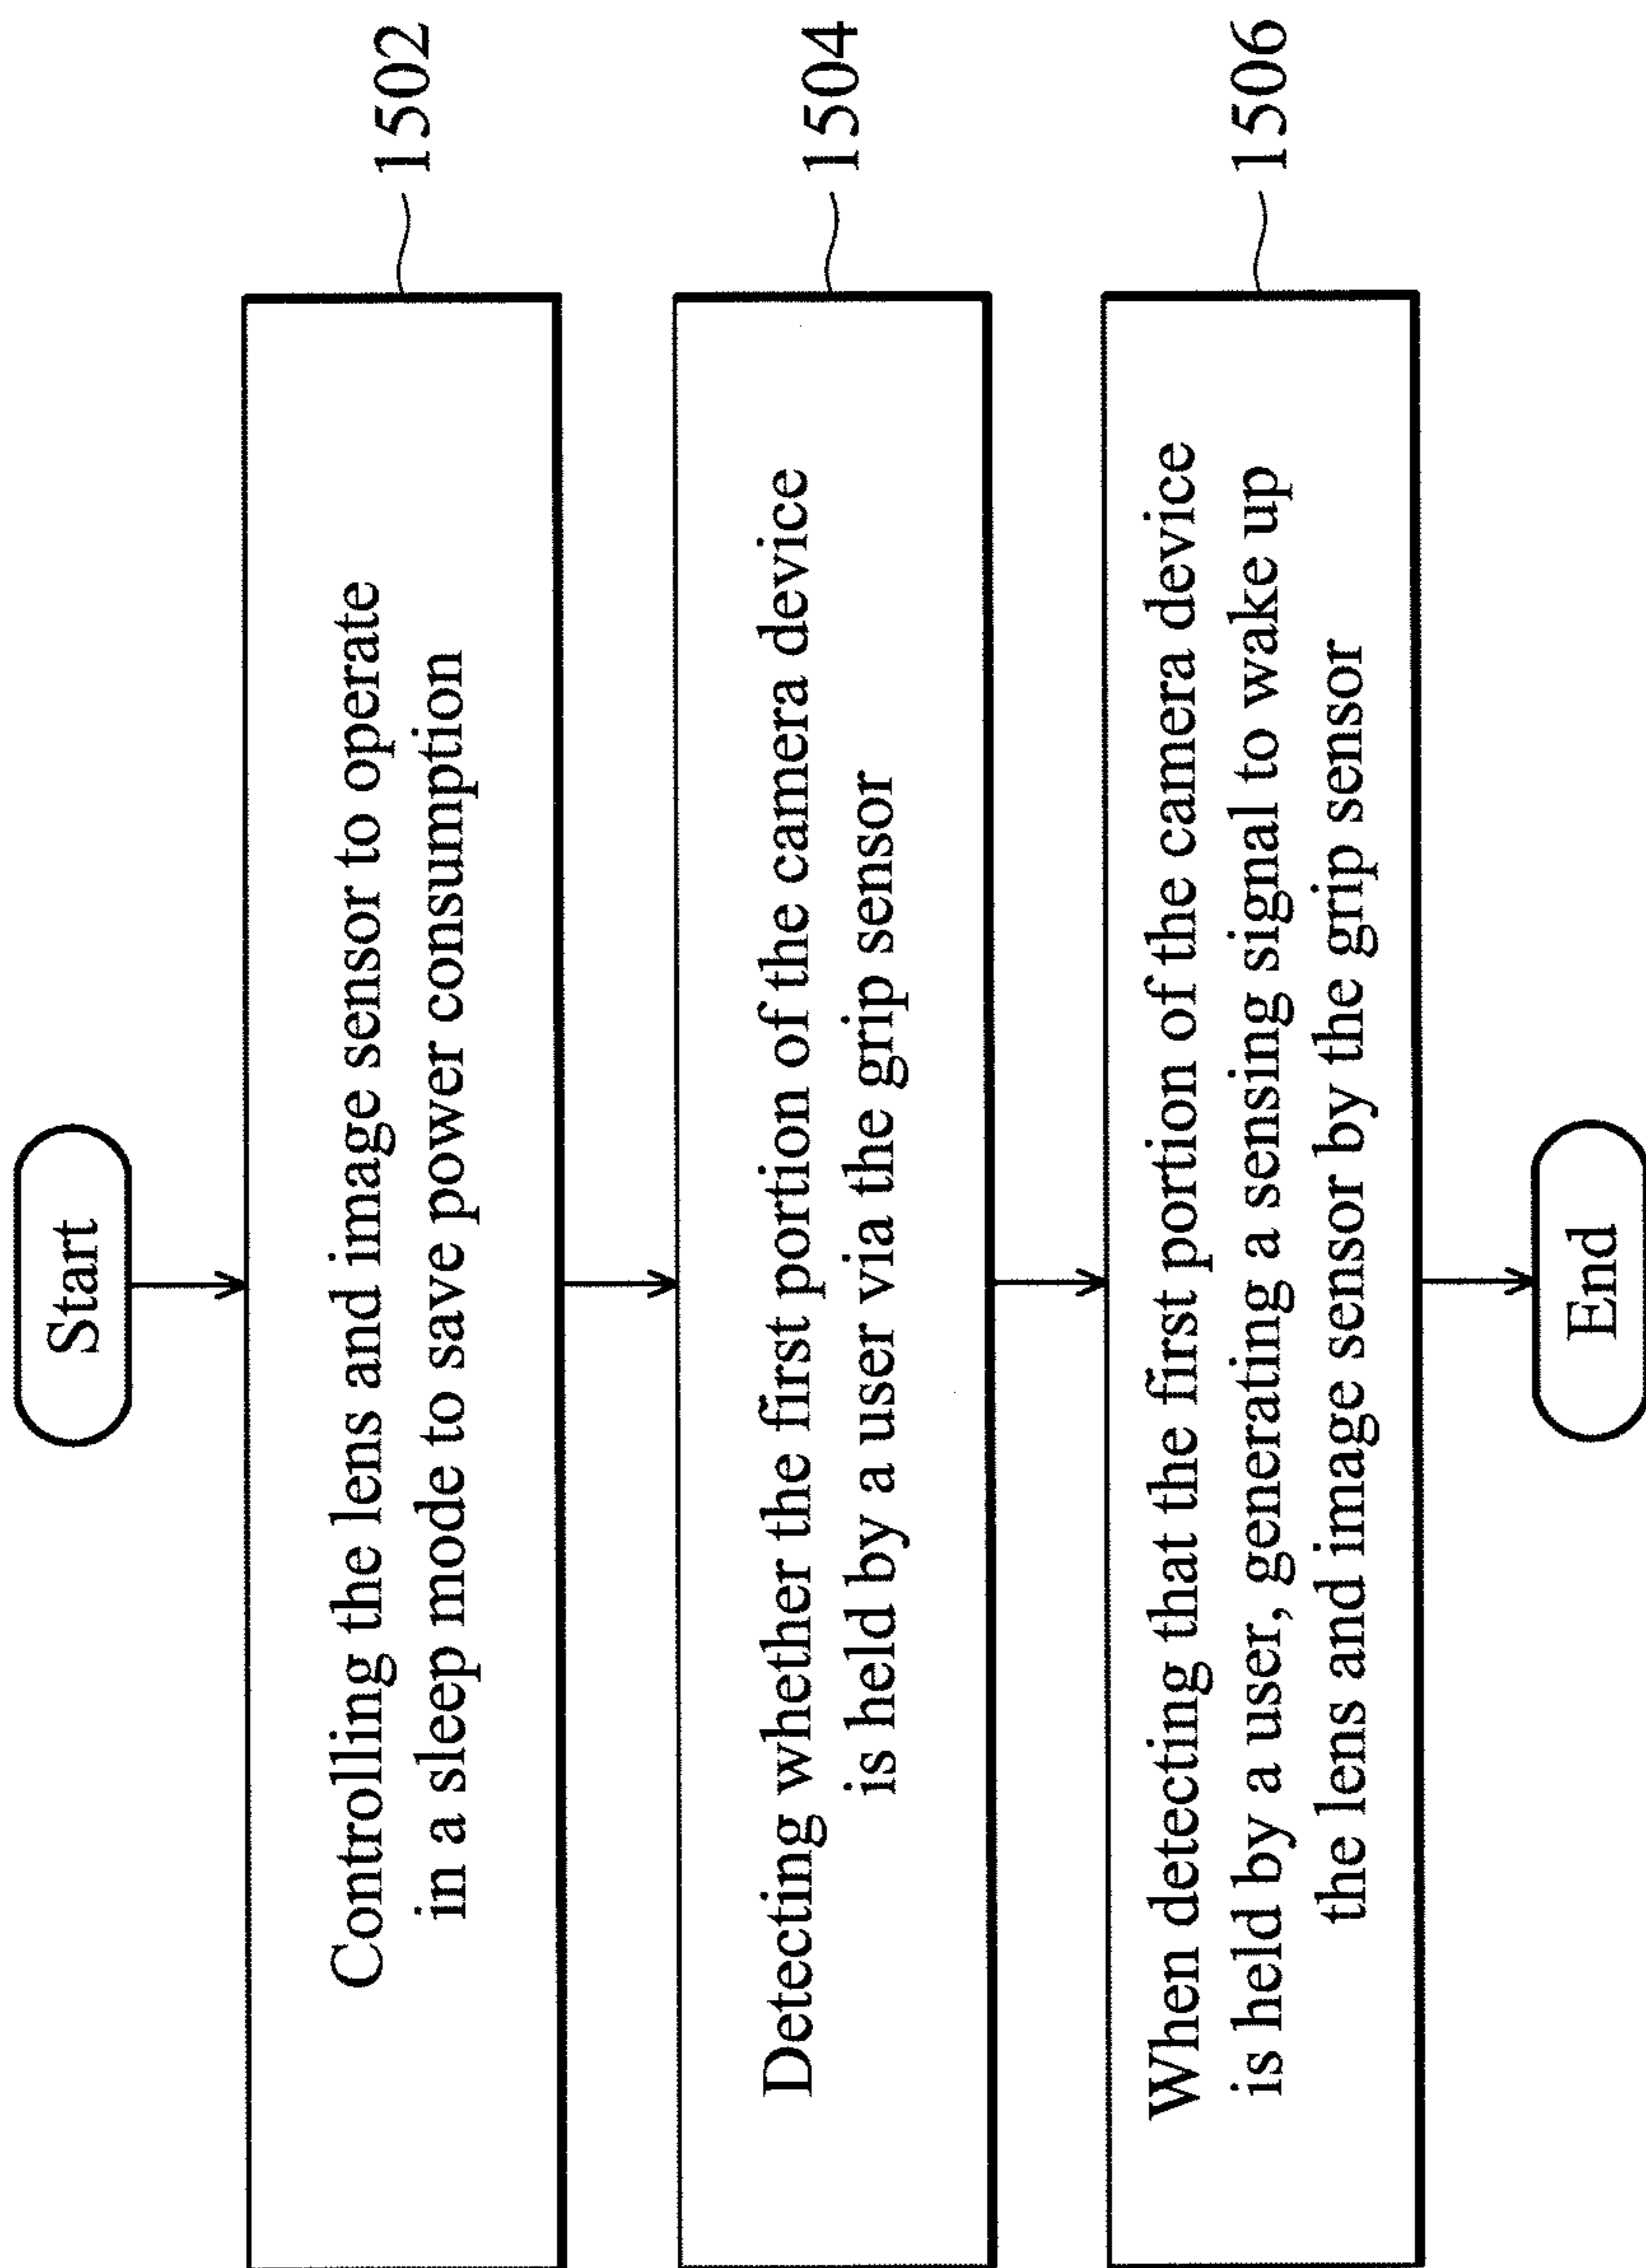 Start
Controlling the lens and image sensor to operate
in a sleep mode to save power consumption
1502
Detecting whether the first portion of the camera device
is held by a user via the grip sensor
1504
When detecting that the first portion of the camera device
is held by a user, generating a sensing signal to wake up
the lens and image sensor by the grip sensor
1506
End